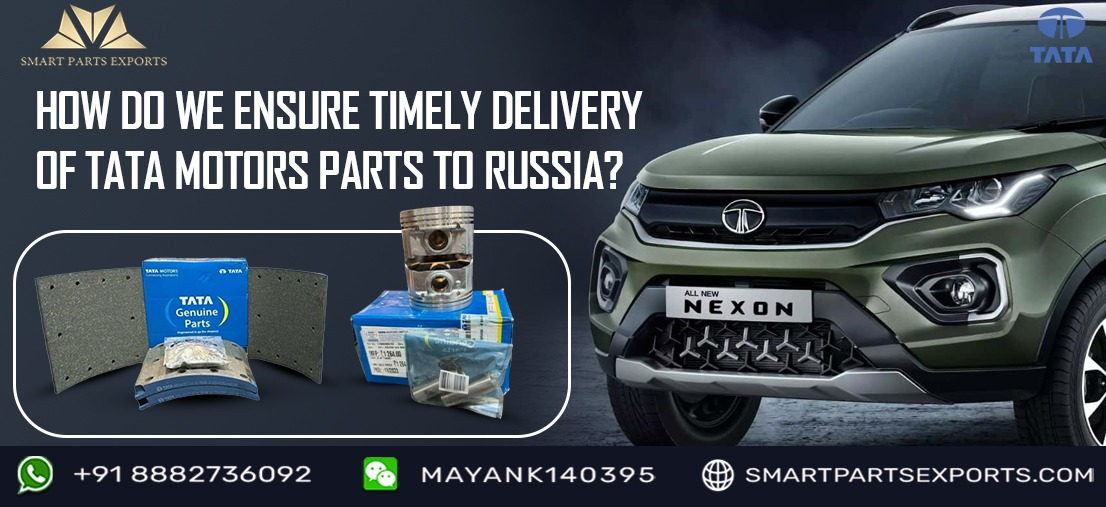 SMART PARTS EXPORTS
TATA
HOW DO WE ENSURE TIMELY DELIVERY
OF TATA MOTORS PARTS TO RUSSIA?
TATA MOTORS
TATA
TATA
Genuine
Parts
ALL NEW
NEXON
+91 8882736092
MAYANK140395
SMARTPARTSEXPORTS.COM